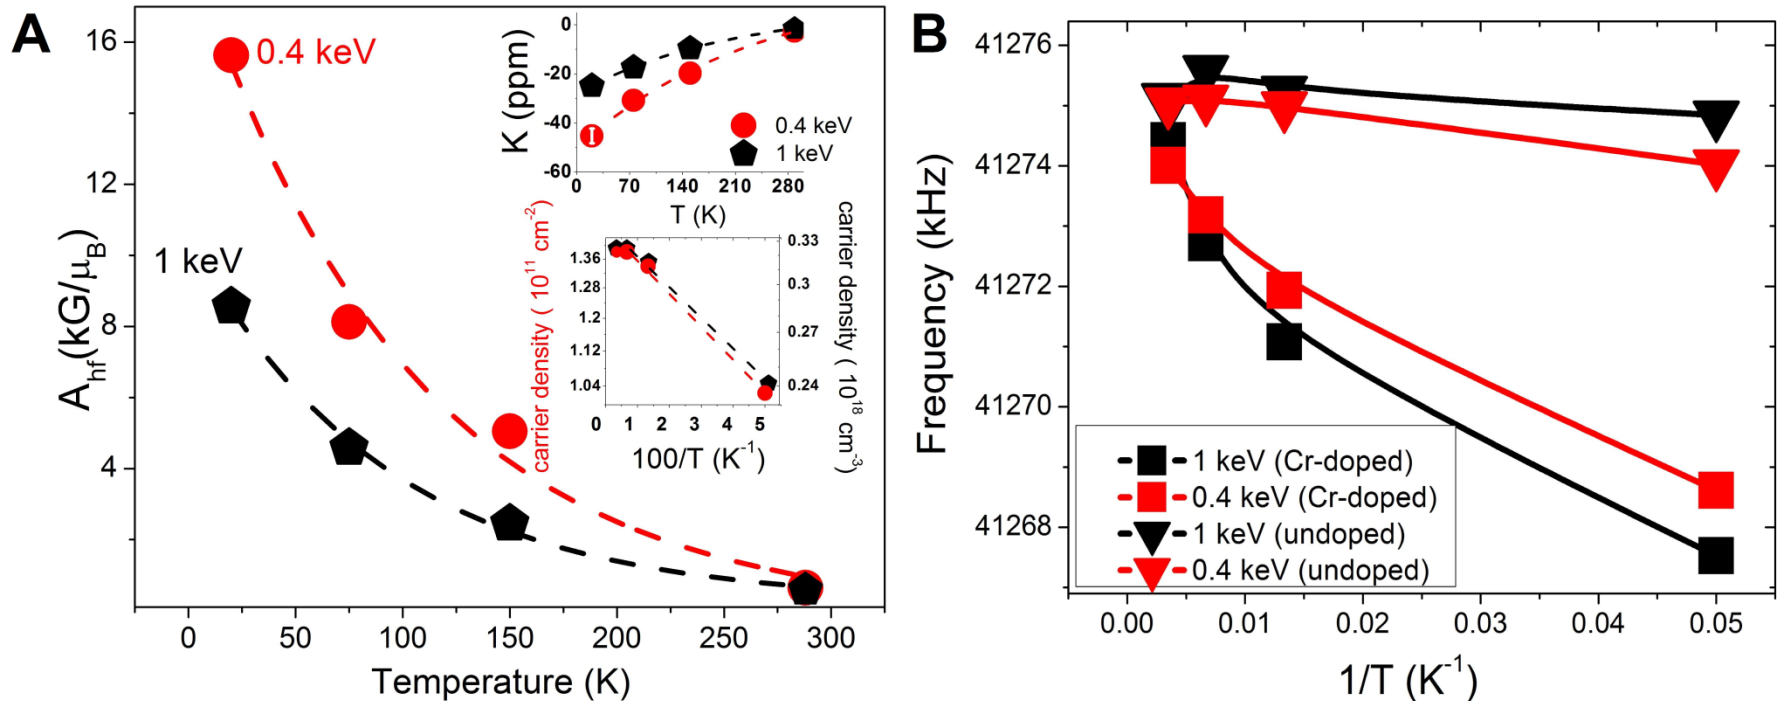 A
16
12
8
4
0.4 keV
1 keV
A_hf (kG/μ_B)
0 50 100 150 200 250 300
Temperature (K)
K (ppm)
0
-20
-40
-60
0.4 keV
1 keV
0 70 140 210 280
T (K)
carrier density ( 10^11 cm^-2)
1.36
1.28
1.2
1.12
1.04
0.33
0.3
0.27
0.24
carrier density ( 10^18 cm^-3)
0 1 2 3 4 5
100/T (K^-1)
B
Frequency (kHz)
41276
41274
41272
41270
41268
1 keV (Cr-doped)
0.4 keV (Cr-doped)
1 keV (undoped)
0.4 keV (undoped)
0.00 0.01 0.02 0.03 0.04 0.05
1/T (K^-1)